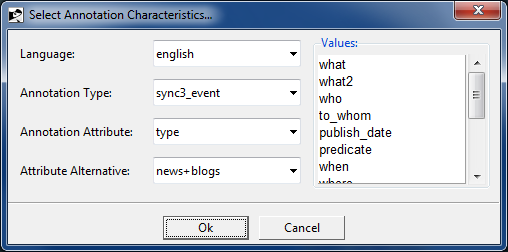 Select Annotation Characteristics...
Language:
english
Annotation Type:
sync3_event
Annotation Attribute:
type
Attribute Alternative:
news+blogs
Values:
what
what2
who
to_whom
publish_date
predicate
when
where
Ok
Cancel